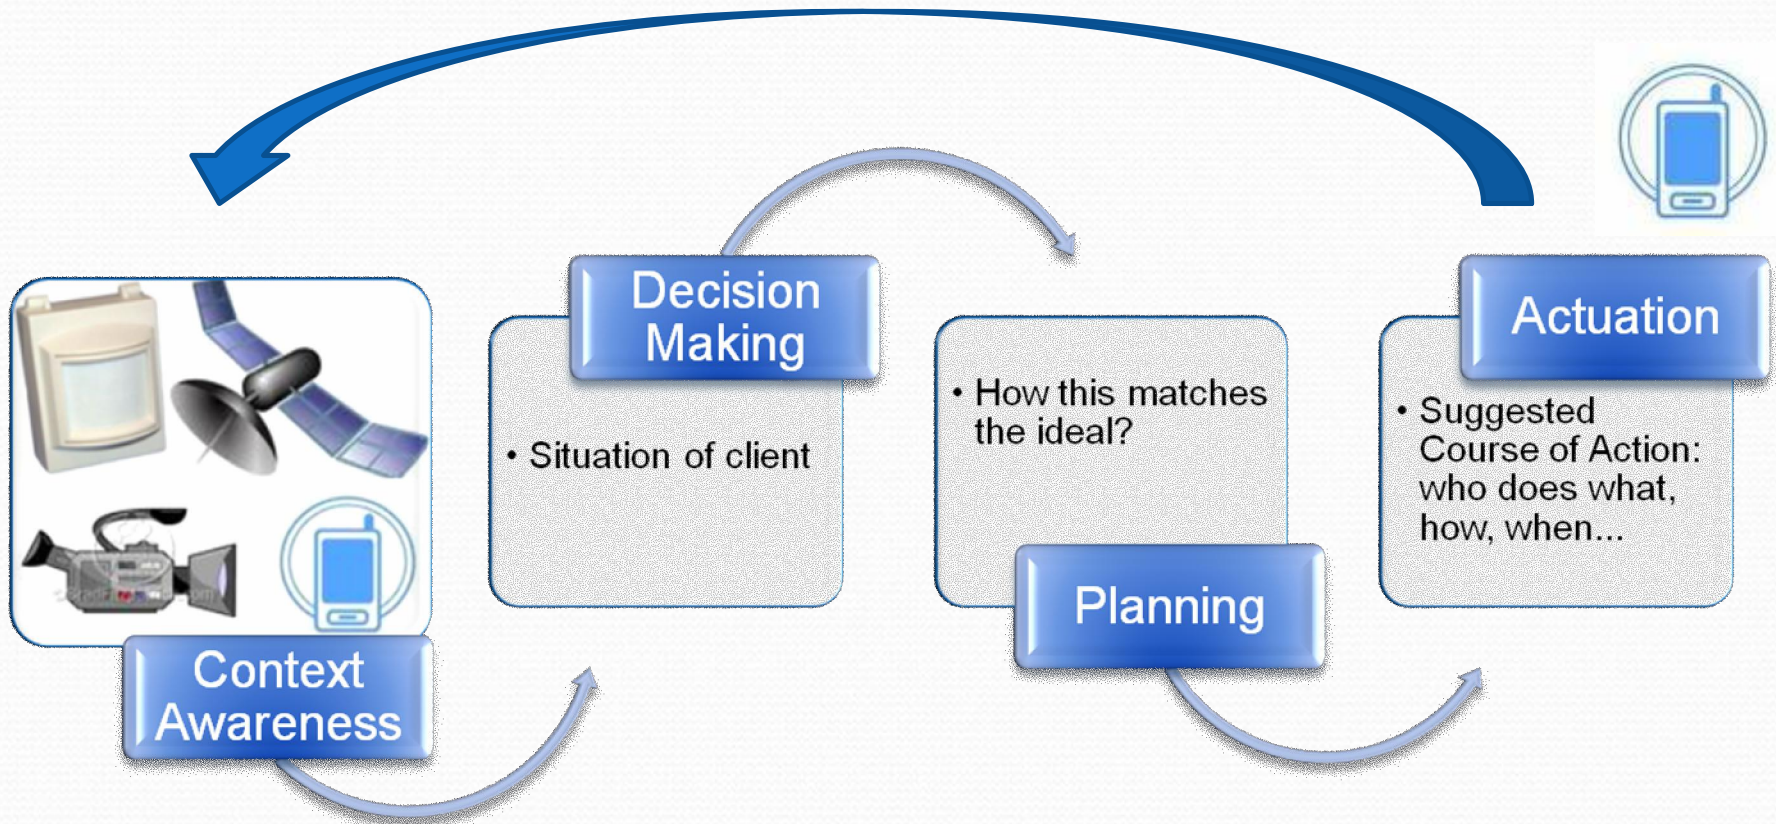 Context
Awareness
Decision
Making
• Situation of client
• How this matches
the ideal?
Planning
Actuation
• Suggested
Course of Action:
who does what,
how, when...